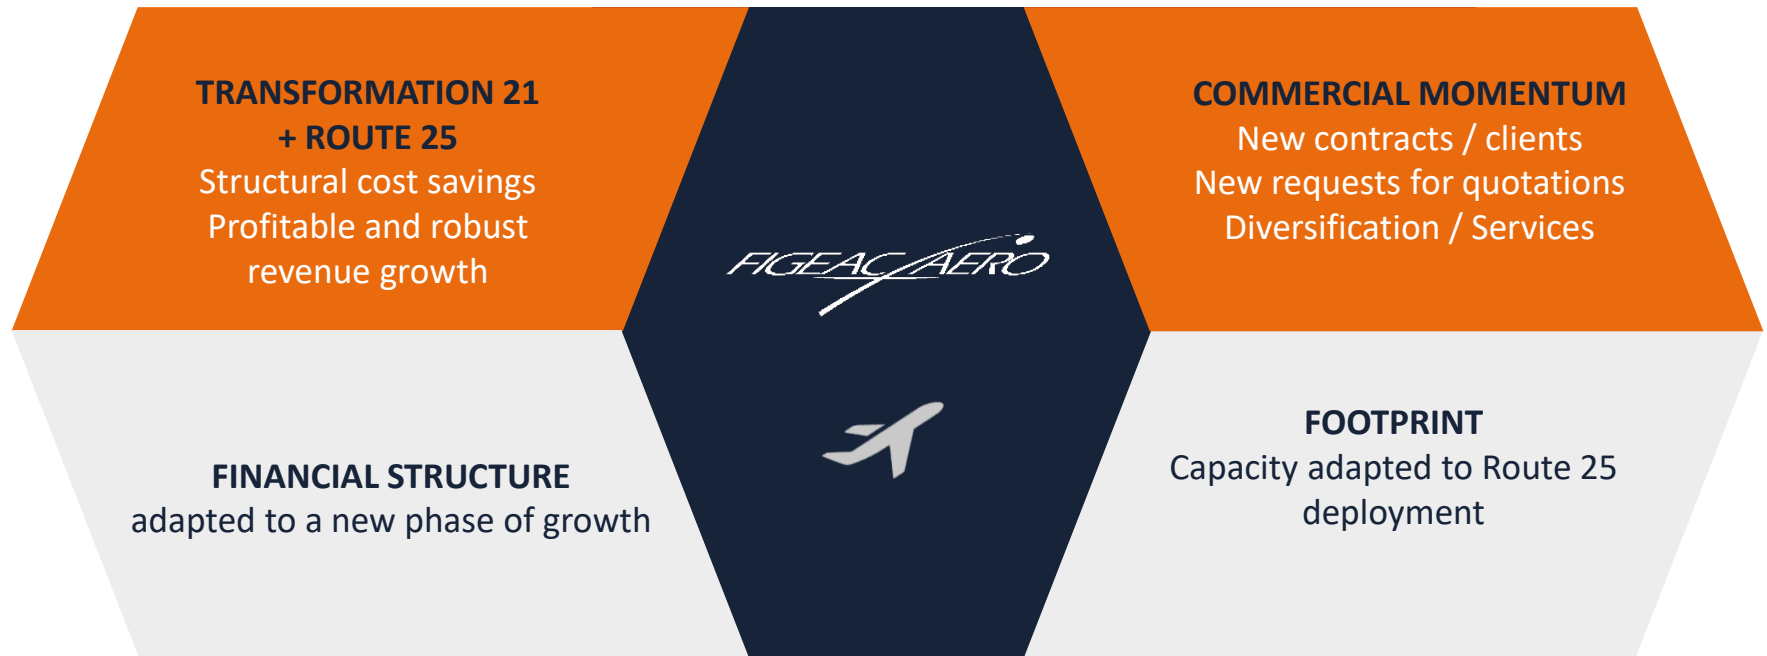 TRANSFORMATION 21
+ ROUTE 25
Structural cost savings
Profitable and robust
revenue growth
COMMERCIAL MOMENTUM
New contracts / clients
New requests for quotations
Diversification / Services
FIGEAC AERO
FINANCIAL STRUCTURE
adapted to a new phase of growth
FOOTPRINT
Capacity adapted to Route 25
deployment